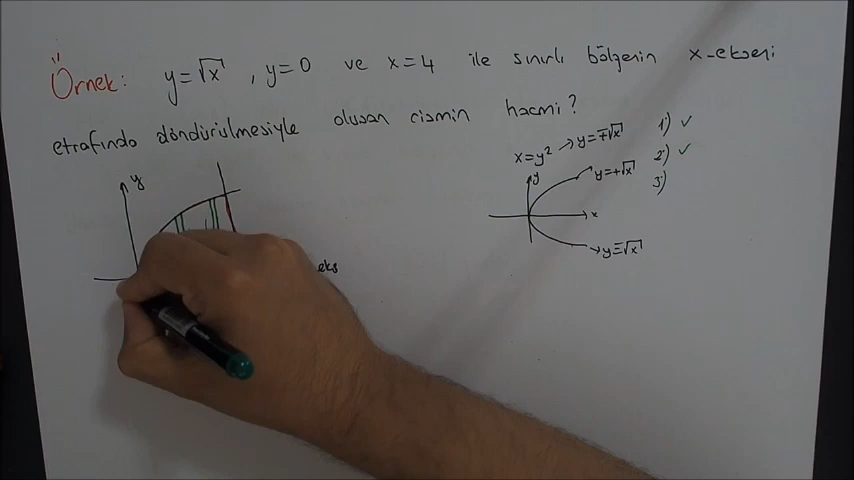 Örnek: y=√x , y=0 ve x=4 ile sınırlı bölgenin x-ekseni
etrafında döndürülmesiyle oluşan cismin hacmi?
x=y² → y=∓√x
1) ✓
2) ✓
3)
y
y
→ y=+√x
x
→ y=-√x
eks